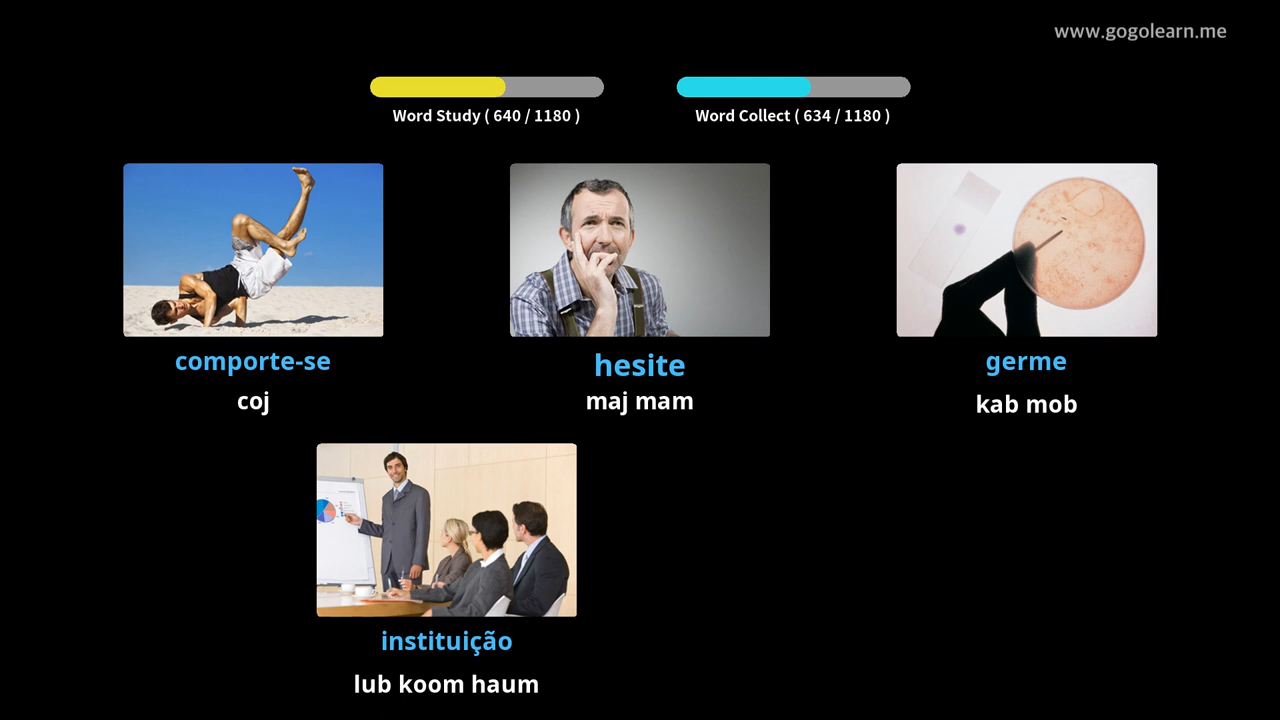 www.gogolearn.me
Word Study ( 640 / 1180 )
Word Collect ( 634 / 1180 )
comporte-se
coj
hesite
maj mam
germe
kab mob
instituição
lub koom haum